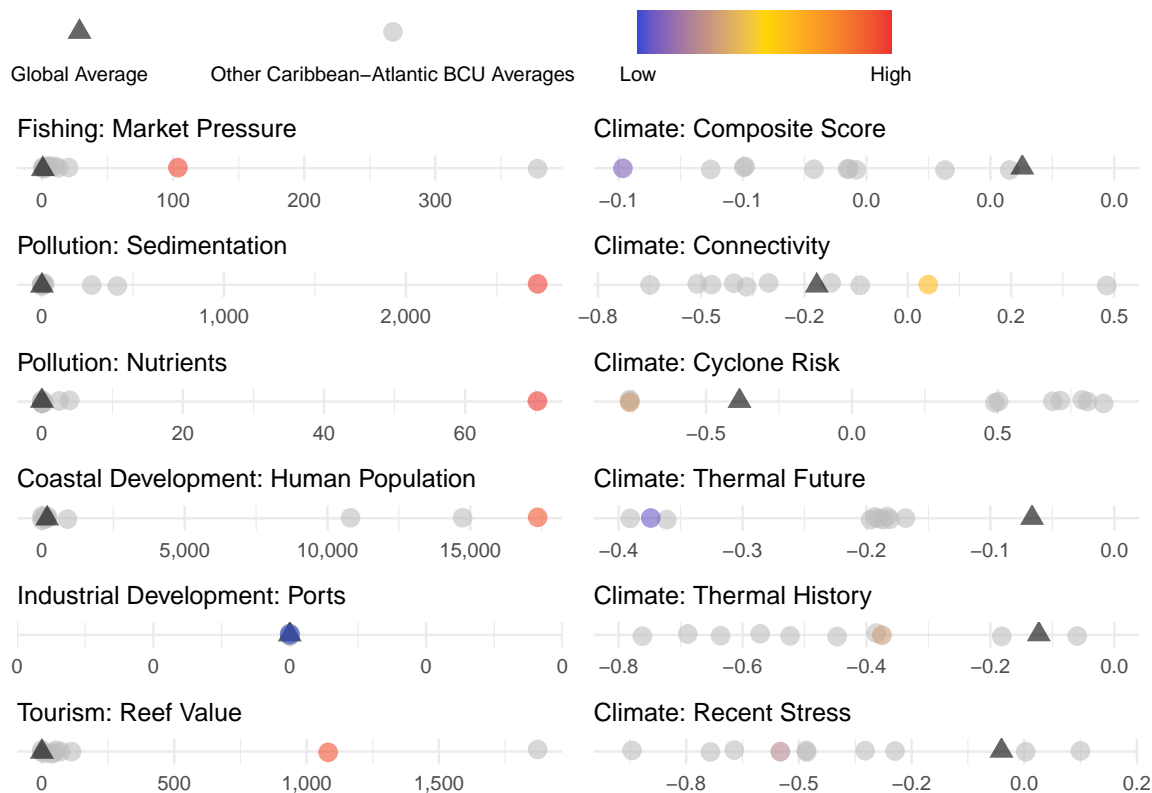 Global Average
Other Caribbean−Atlantic BCU Averages
Low
High
Fishing: Market Pressure
0 100 200 300
Climate: Composite Score
−0.1 −0.1 0.0 0.0 0.0
Pollution: Sedimentation
0 1,000 2,000
Climate: Connectivity
−0.8 −0.5 −0.2 0.0 0.2 0.5
Pollution: Nutrients
0 20 40 60
Climate: Cyclone Risk
−0.5 0.0 0.5
Coastal Development: Human Population
0 5,000 10,000 15,000
Climate: Thermal Future
−0.4 −0.3 −0.2 −0.1 0.0
Industrial Development: Ports
0 0 0 0 0
Climate: Thermal History
−0.8 −0.6 −0.4 −0.2 0.0
Tourism: Reef Value
0 500 1,000 1,500
Climate: Recent Stress
−0.8 −0.5 −0.2 0.0 0.2